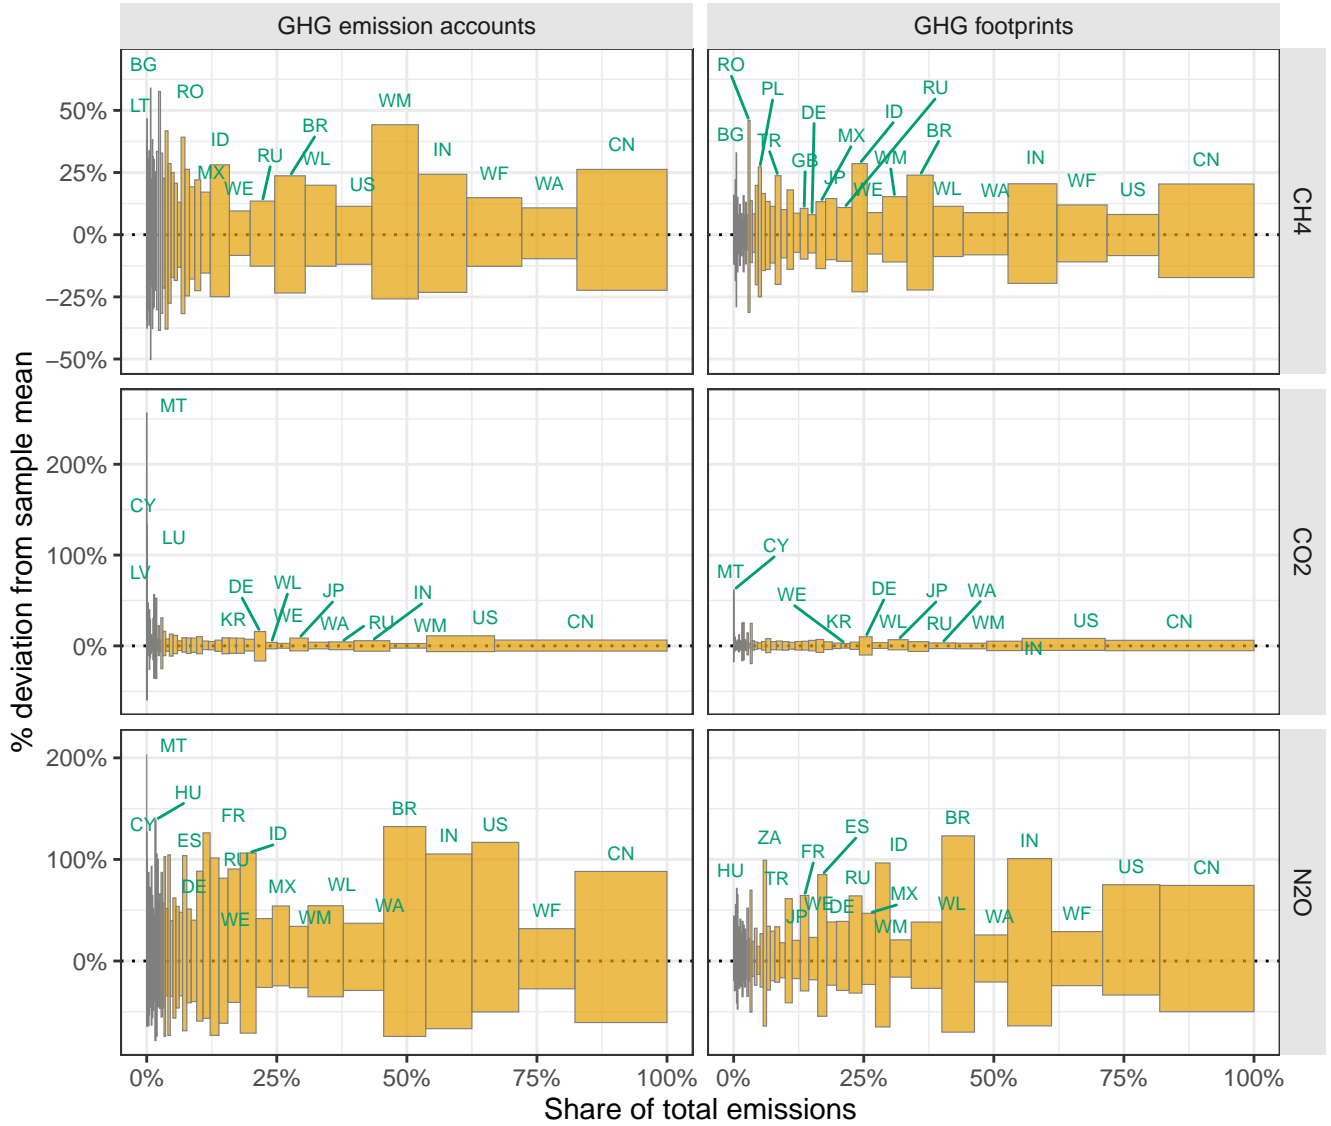 GHG emission accounts
GHG footprints
% deviation from sample mean
BG
LT
RO
ID
MX
WE
RU
BR
WL
US
WM
IN
WF
WA
CN
50%
25%
0%
−25%
−50%
RO
PL
BG
TR
DE
GB
MX
JP
ID
RU
WM
WE
BR
WL
WA
IN
WF
US
CN
CH4
MT
CY
LU
LV
DE
WL
KR
WE
JP
WA
RU
IN
WM
US
CN
200%
100%
0%
CY
MT
WE
KR
DE
WL
JP
RU
WA
WM
IN
US
CN
CO2
MT
HU
CY
ES
DE
FR
RU
WE
ID
MX
WM
WL
WA
BR
IN
US
WF
CN
200%
100%
0%
HU
ZA
TR
JP
FR
WE
ES
DE
RU
ID
MX
WM
WL
BR
WA
IN
WF
US
CN
N2O
0%
25%
50%
75%
100%
0%
25%
50%
75%
100%
Share of total emissions